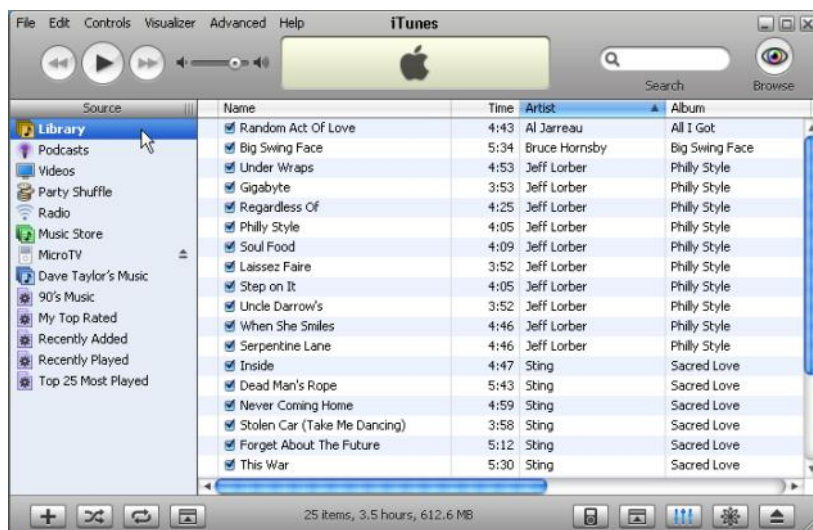 File Edit Controls Visualizer Advanced Help iTunes
Search
Browse
Source Name Time Artist Album
Library Random Act Of Love 4:43 Al Jarreau All I Got
Podcasts Big Swing Face 5:34 Bruce Hornsby Big Swing Face
Videos Under Wraps 4:53 Jeff Lorber Philly Style
Party Shuffle Gigabyte 3:53 Jeff Lorber Philly Style
Radio Regardless Of 4:25 Jeff Lorber Philly Style
Music Store Philly Style 4:05 Jeff Lorber Philly Style
MicroTV Soul Food 4:09 Jeff Lorber Philly Style
Dave Taylor's Music Laissez Faire 3:52 Jeff Lorber Philly Style
90's Music Step on It 4:05 Jeff Lorber Philly Style
My Top Rated Uncle Darrow's 3:52 Jeff Lorber Philly Style
Recently Added When She Smiles 4:46 Jeff Lorber Philly Style
Recently Played Serpentine Lane 4:46 Jeff Lorber Philly Style
Top 25 Most Played Inside 4:47 Sting Sacred Love
Dead Man's Rope 5:43 Sting Sacred Love
Never Coming Home 4:59 Sting Sacred Love
Stolen Car (Take Me Dancing) 3:58 Sting Sacred Love
Forget About The Future 5:12 Sting Sacred Love
This War 5:30 Sting Sacred Love
25 items, 3.5 hours, 612.6 MB